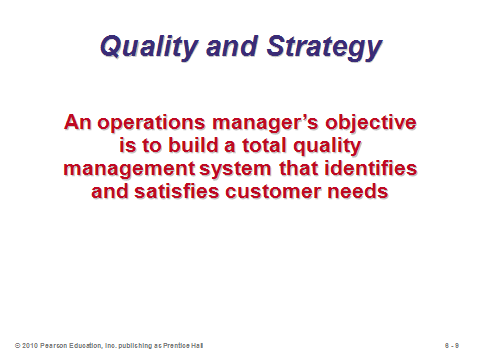 Quality and Strategy
An operations manager’s objective
is to build a total quality
management system that identifies
and satisfies customer needs
© 2010 Pearson Education, Inc. publishing as Prentice Hall
6 - 9